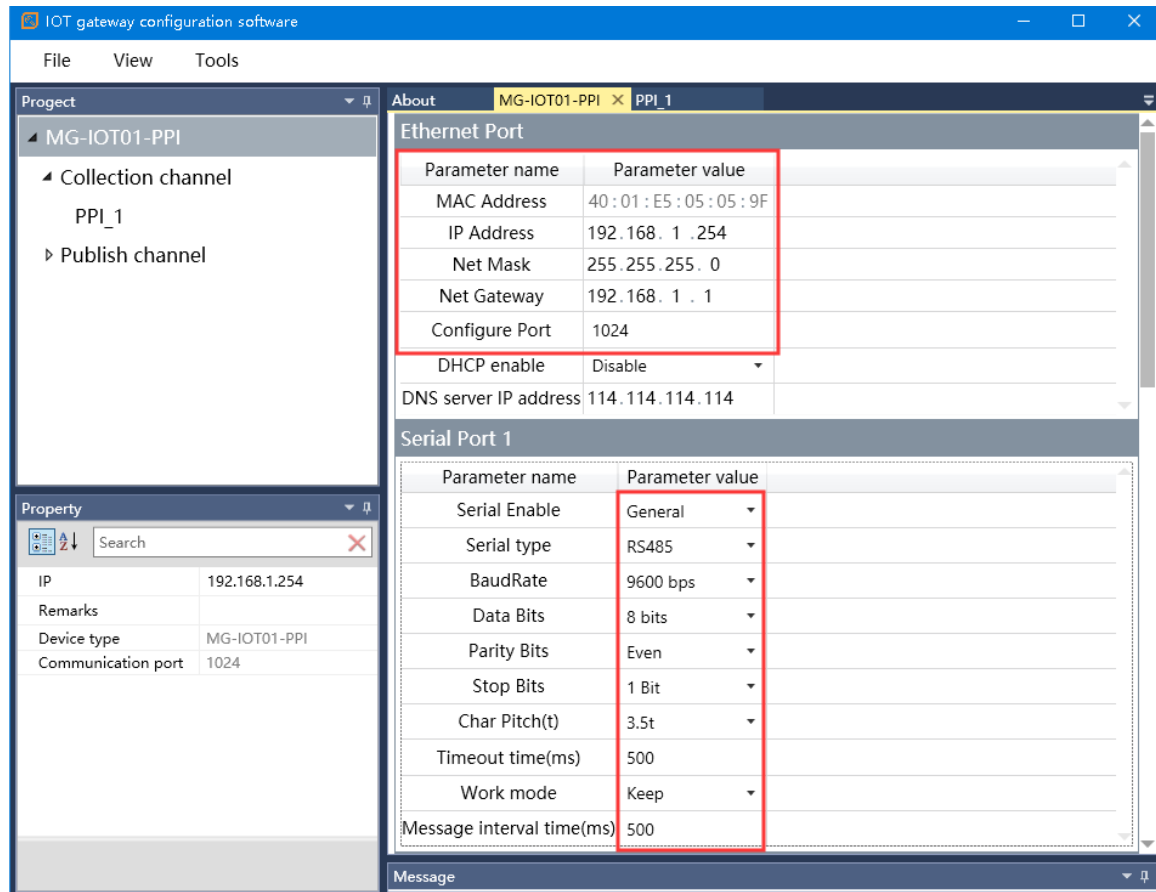 IOT gateway configuration software
File View Tools
Progect
MG-IOT01-PPI
Collection channel
PPI_1
Publish channel
Property
Search
IP 192.168.1.254
Remarks
Device type MG-IOT01-PPI
Communication port 1024
About MG-IOT01-PPI PPI_1
Ethernet Port
Parameter name Parameter value
MAC Address 40:01:E5:05:05:9F
IP Address 192.168. 1 .254
Net Mask 255.255.255. 0
Net Gateway 192.168. 1 . 1
Configure Port 1024
DHCP enable Disable
DNS server IP address 114.114.114.114
Serial Port 1
Parameter name Parameter value
Serial Enable General
Serial type RS485
BaudRate 9600 bps
Data Bits 8 bits
Parity Bits Even
Stop Bits 1 Bit
Char Pitch(t) 3.5t
Timeout time(ms) 500
Work mode Keep
Message interval time(ms) 500
Message